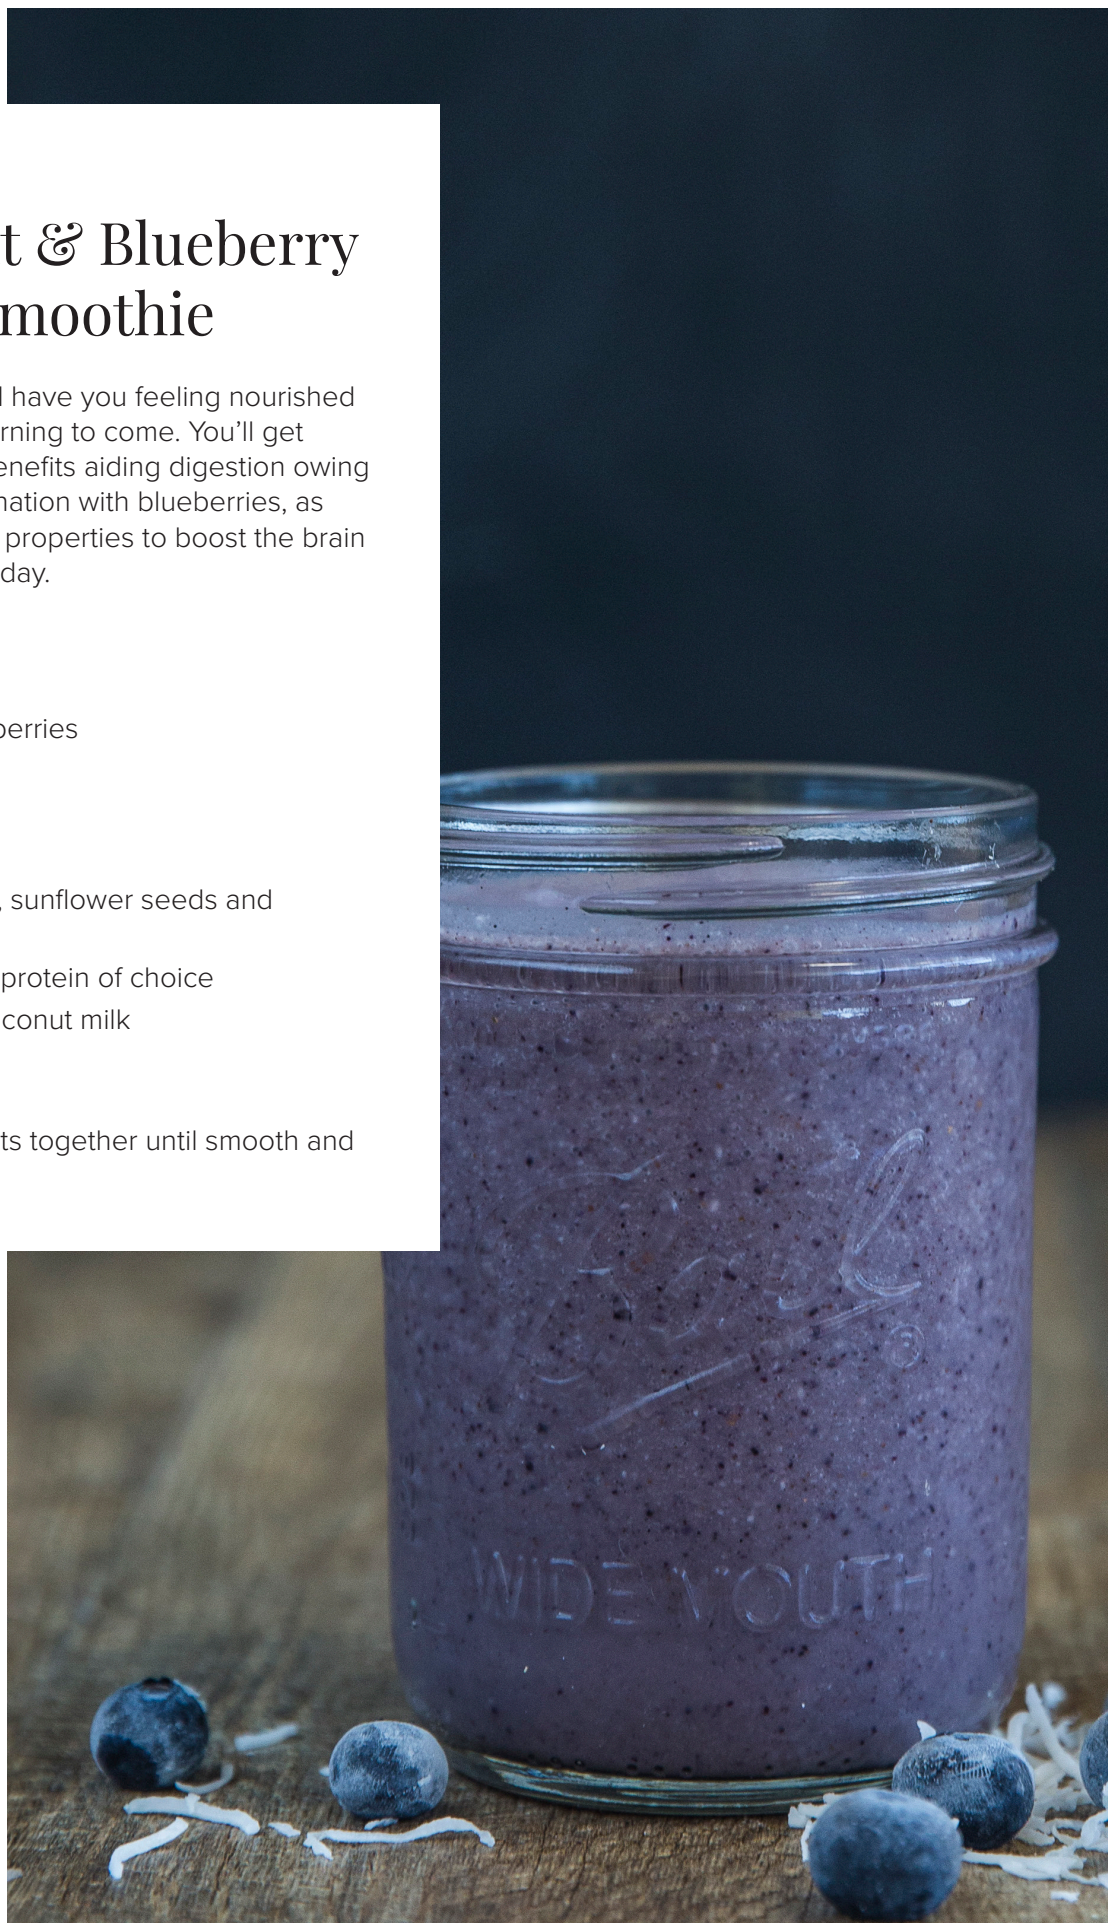 t & Blueberry
moothie
l have you feeling nourished
rning to come. You’ll get
enefits aiding digestion owing
nation with blueberries, as
properties to boost the brain
day.
berries
, sunflower seeds and
protein of choice
conut milk
ts together until smooth and
Ball
®
WIDE MOUTH